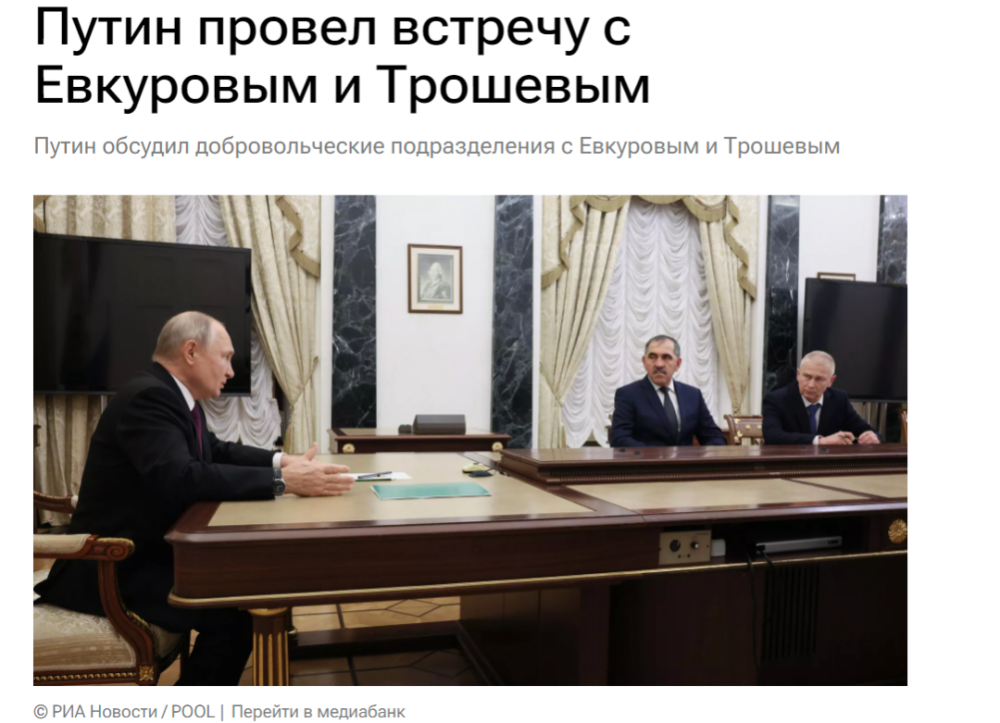 Путин провел встречу с
Евкуровым и Трошевым
Путин обсудил добровольческие подразделения с Евкуровым и Трошевым
© РИА Новости / POOL | Перейти в медиабанк